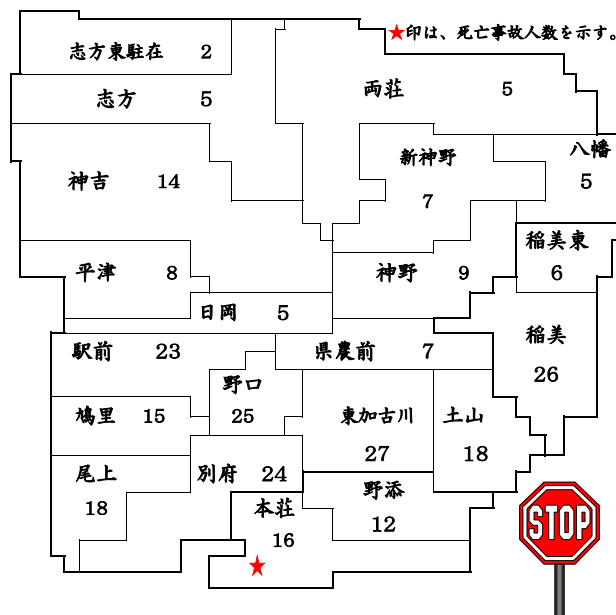 ★印は、死亡事故人数を示す。
志方東駐在 2
志方 5
両荘 5
八幡
5
新神野
7
神吉 14
稲美東
6
平津 8
神野 9
日岡 5
稲美
26
駅前 23
県農前 7
野口
25
鳩里 15
東加古川
27
土山
18
尾上
18
別府 24
野添
12
本荘
16
★
STOP